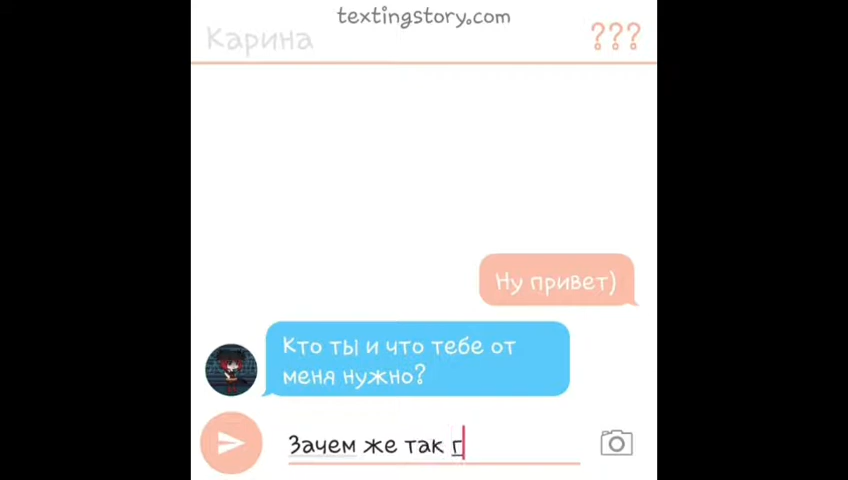 textingstory.com
Карина
???
Ну привет)
Кто ты и что тебе от
меня нужно?
Зачем же так г